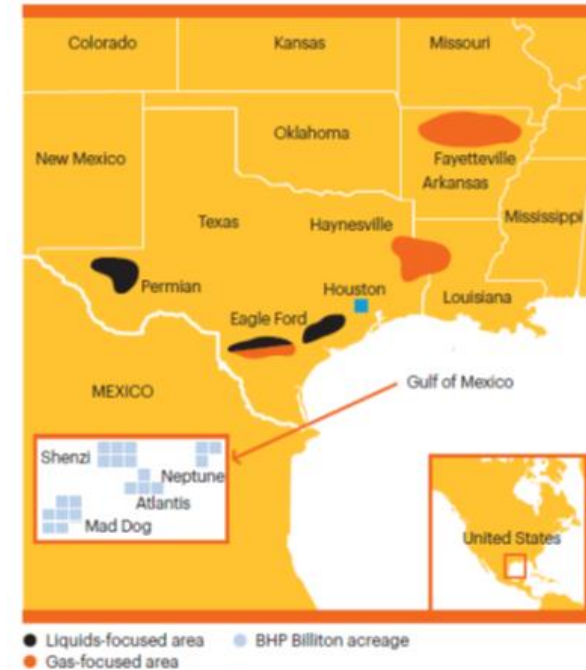 Colorado
Kansas
Missouri
Oklahoma
New Mexico
Fayetteville
Arkansas
Texas
Haynesville
Mississippi
Permian
Houston
Louisiana
Eagle Ford
MEXICO
Gulf of Mexico
Shenzi
Neptune
Atlantis
Mad Dog
United States
Liquids-focused area
BHP Billiton acreage
Gas-focused area